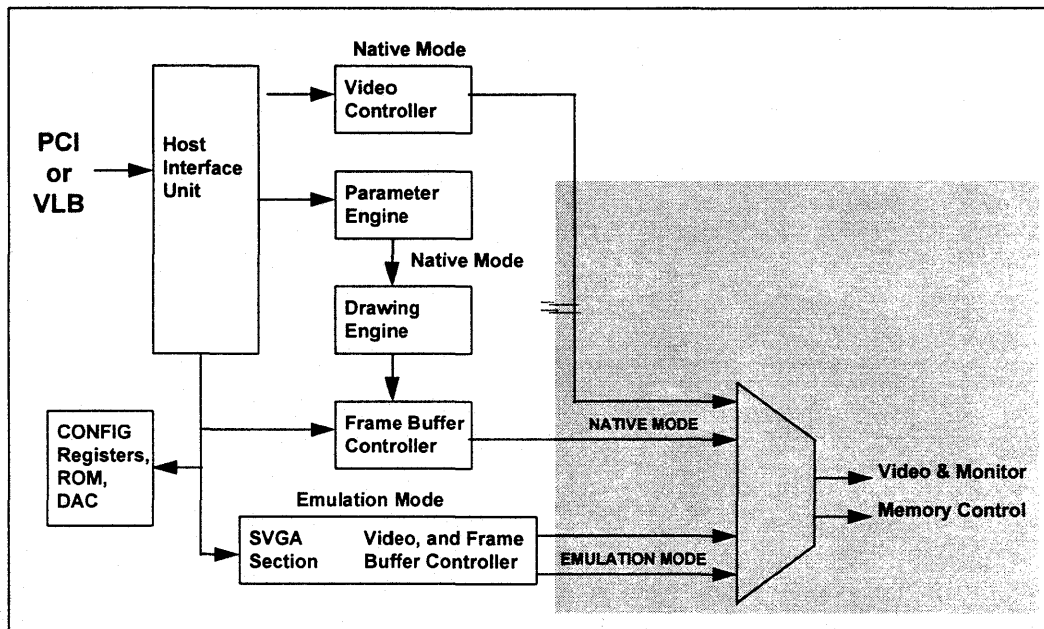 Native Mode
Video
Controller
PCI
or
VLB
Host
Interface
Unit
Parameter
Engine
Native Mode
Drawing
Engine
CONFIG
Registers,
ROM,
DAC
Frame Buffer
Controller
NATIVE MODE
Video & Monitor
Memory Control
Emulation Mode
SVGA Video, and Frame
Section Buffer Controller
EMULATION MODE